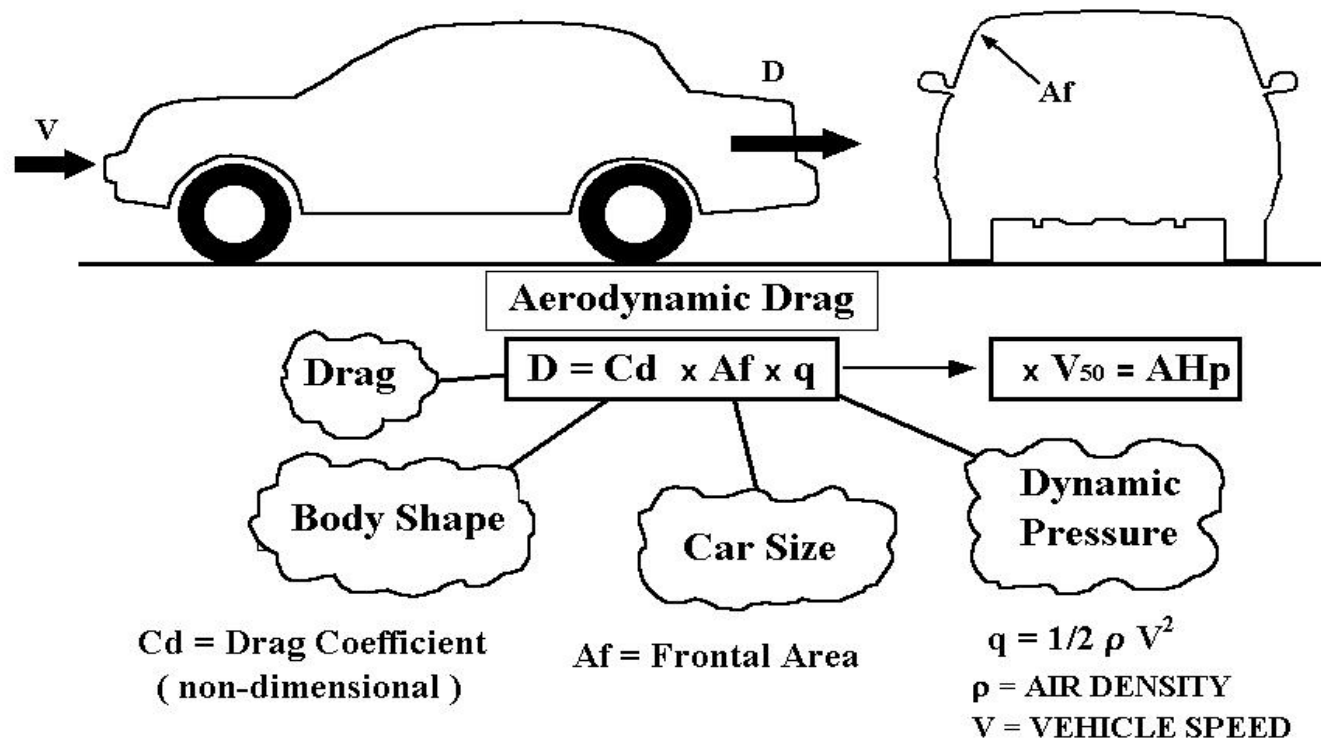 D
V
Af
Aerodynamic Drag
Drag
D = Cd x Af x q
x V50 = AHp
Body Shape
Car Size
Dynamic
Pressure
Cd = Drag Coefficient
( non-dimensional )
Af = Frontal Area
q = 1/2 ρ V²
ρ = AIR DENSITY
V = VEHICLE SPEED